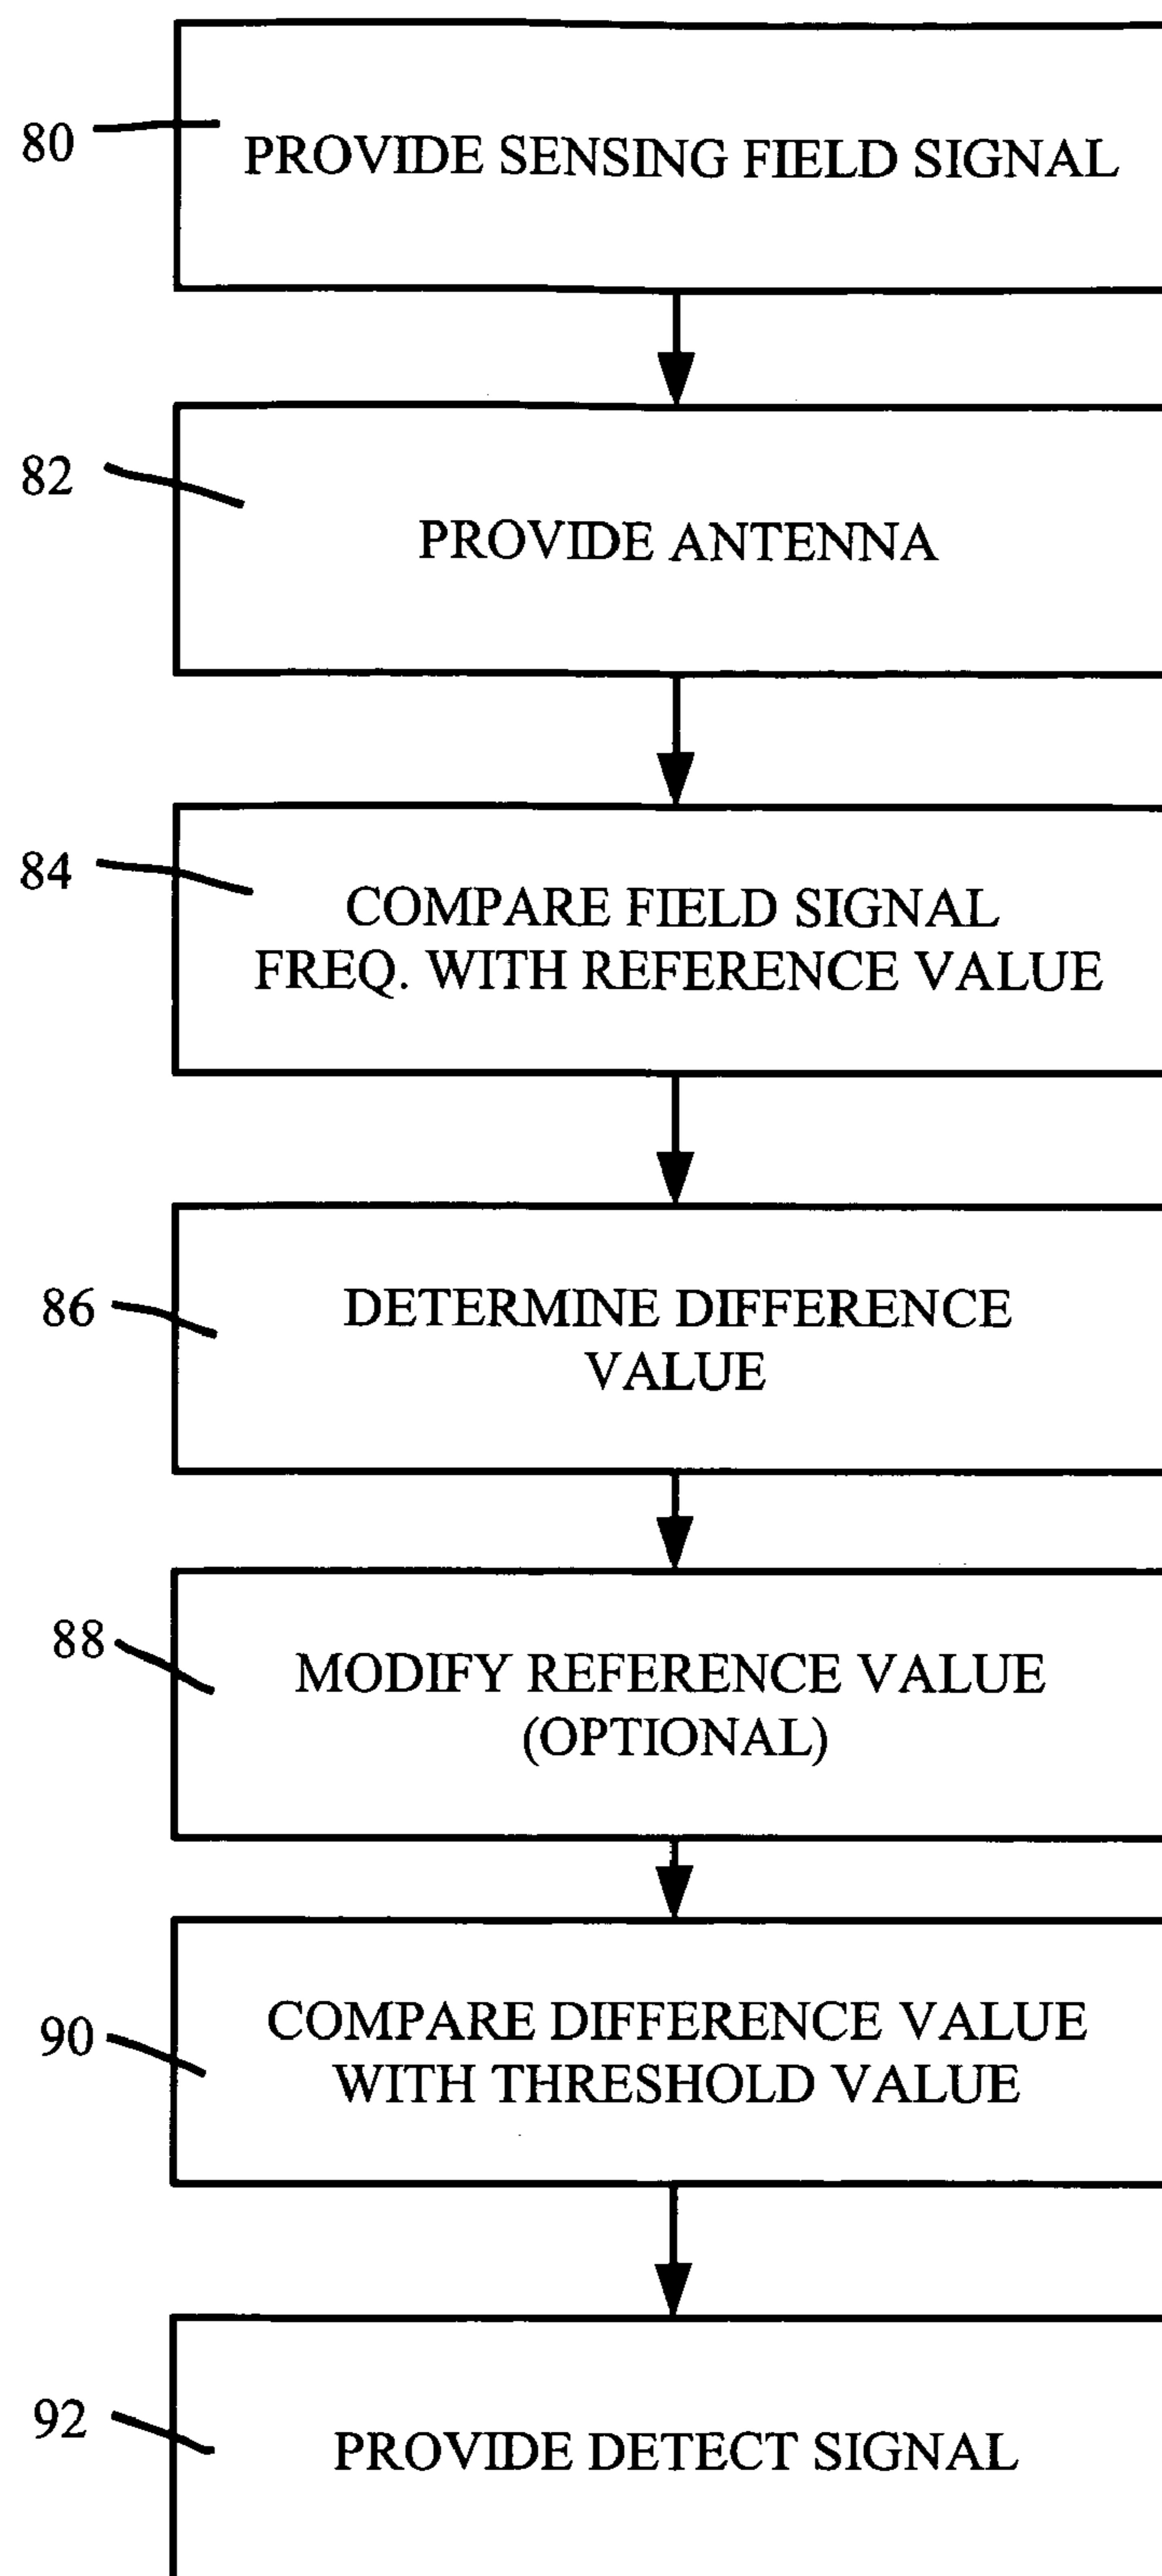 80
PROVIDE SENSING FIELD SIGNAL
82
PROVIDE ANTENNA
84
COMPARE FIELD SIGNAL
FREQ. WITH REFERENCE VALUE
86
DETERMINE DIFFERENCE
VALUE
88
MODIFY REFERENCE VALUE
(OPTIONAL)
90
COMPARE DIFFERENCE VALUE
WITH THRESHOLD VALUE
92
PROVIDE DETECT SIGNAL